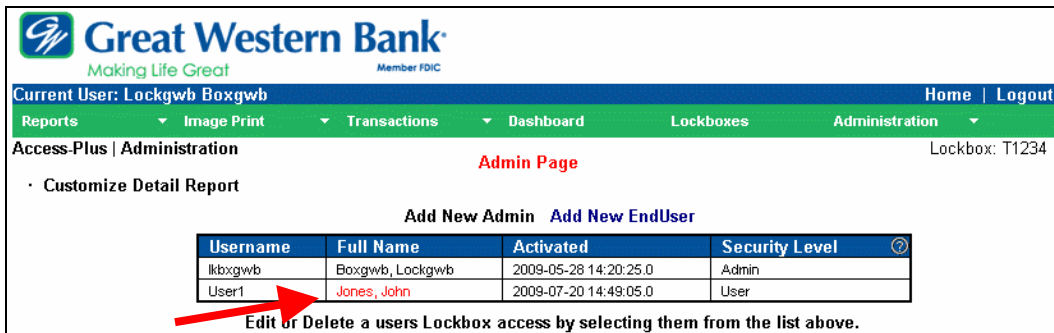 Great Western Bank
Making Life Great Member FDIC
Current User: Lockgwb Boxgwb Home | Logout
Reports Image Print Transactions Dashboard Lockboxes Administration
Access-Plus | Administration Lockbox: T1234
Admin Page
· Customize Detail Report
Add New Admin Add New EndUser
Username Full Name Activated Security Level ?
lkbxgwb Boxgwb, Lockgwb 2009-05-28 14:20:25.0 Admin
User1 Jones, John 2009-07-20 14:49:05.0 User
Edit or Delete a users Lockbox access by selecting them from the list above.